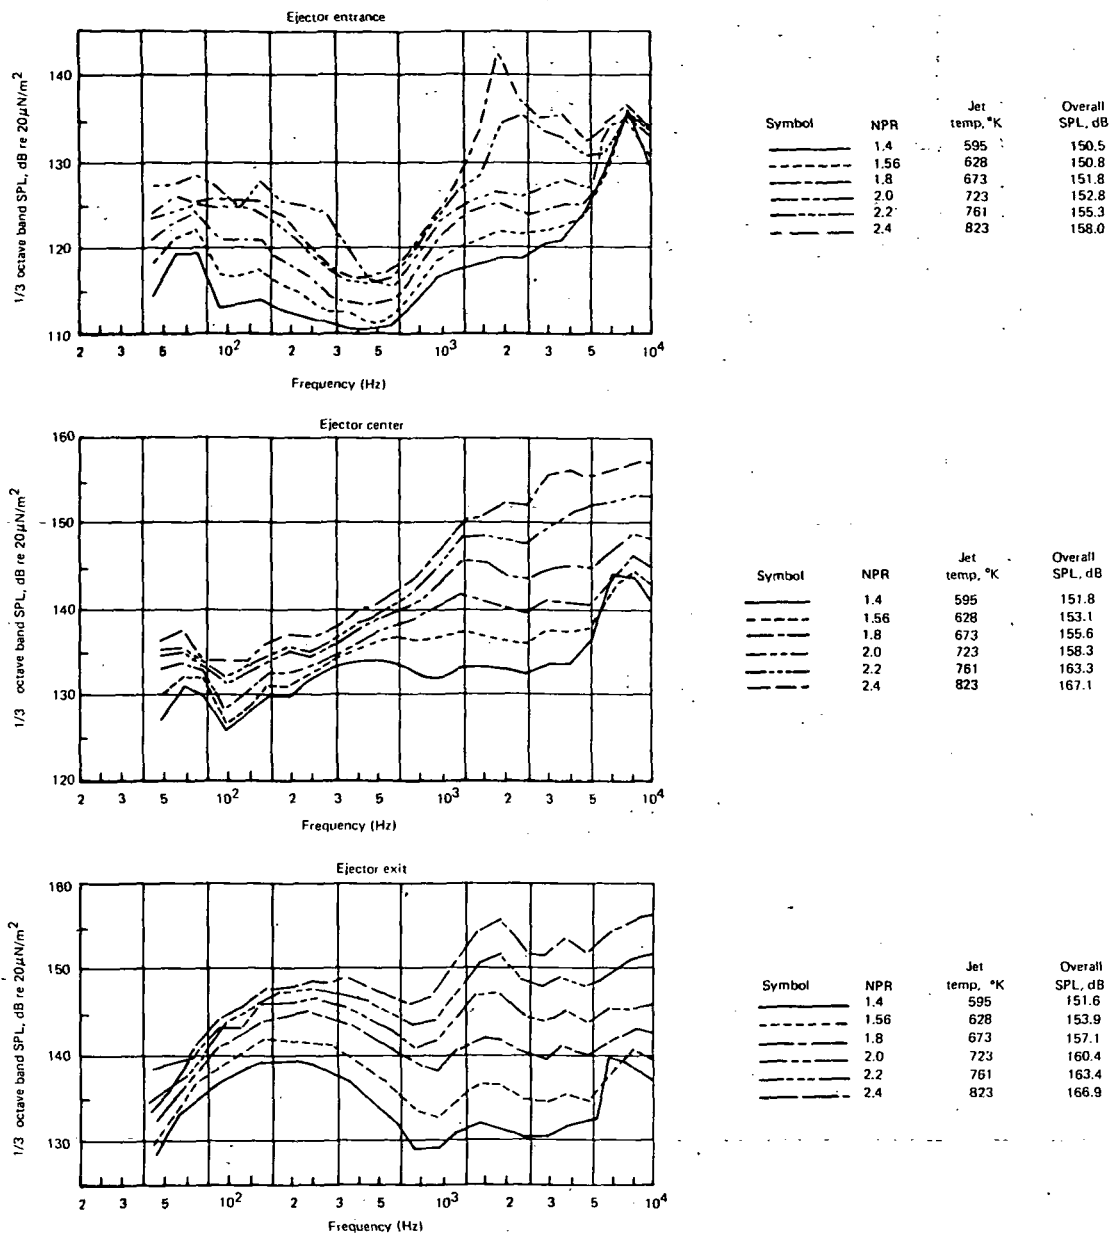 Ejector entrance
1/3 octave band SPL, dB re 20μN/m2
140
130
120
110
2 3 5 102 2 3 5 103 2 3 5 104
Frequency (Hz)
Symbol NPR Jet temp, °K Overall SPL, dB
1.4 595 150.5
1.56 628 150.8
1.8 673 151.8
2.0 723 152.8
2.2 761 155.3
2.4 823 158.0
Ejector center
1/3 octave band SPL, dB re 20μN/m2
160
150
140
130
120
2 3 5 102 2 3 5 103 2 3 5 104
Frequency (Hz)
Symbol NPR Jet temp, °K Overall SPL, dB
1.4 595 151.8
1.56 628 153.1
1.8 673 155.6
2.0 723 158.3
2.2 761 163.3
2.4 823 167.1
Ejector exit
1/3 octave band SPL, dB re 20μN/m2
160
150
140
130
2 3 5 102 2 3 5 103 2 3 5 104
Frequency (Hz)
Symbol NPR Jet temp, °K Overall SPL, dB
1.4 595 151.6
1.56 628 153.9
1.8 673 157.1
2.0 723 160.4
2.2 761 163.4
2.4 823 166.9